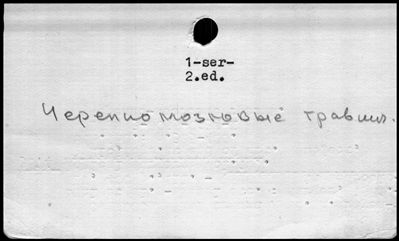 1-ser-
2.ed.
Черепно мозговые травмы.